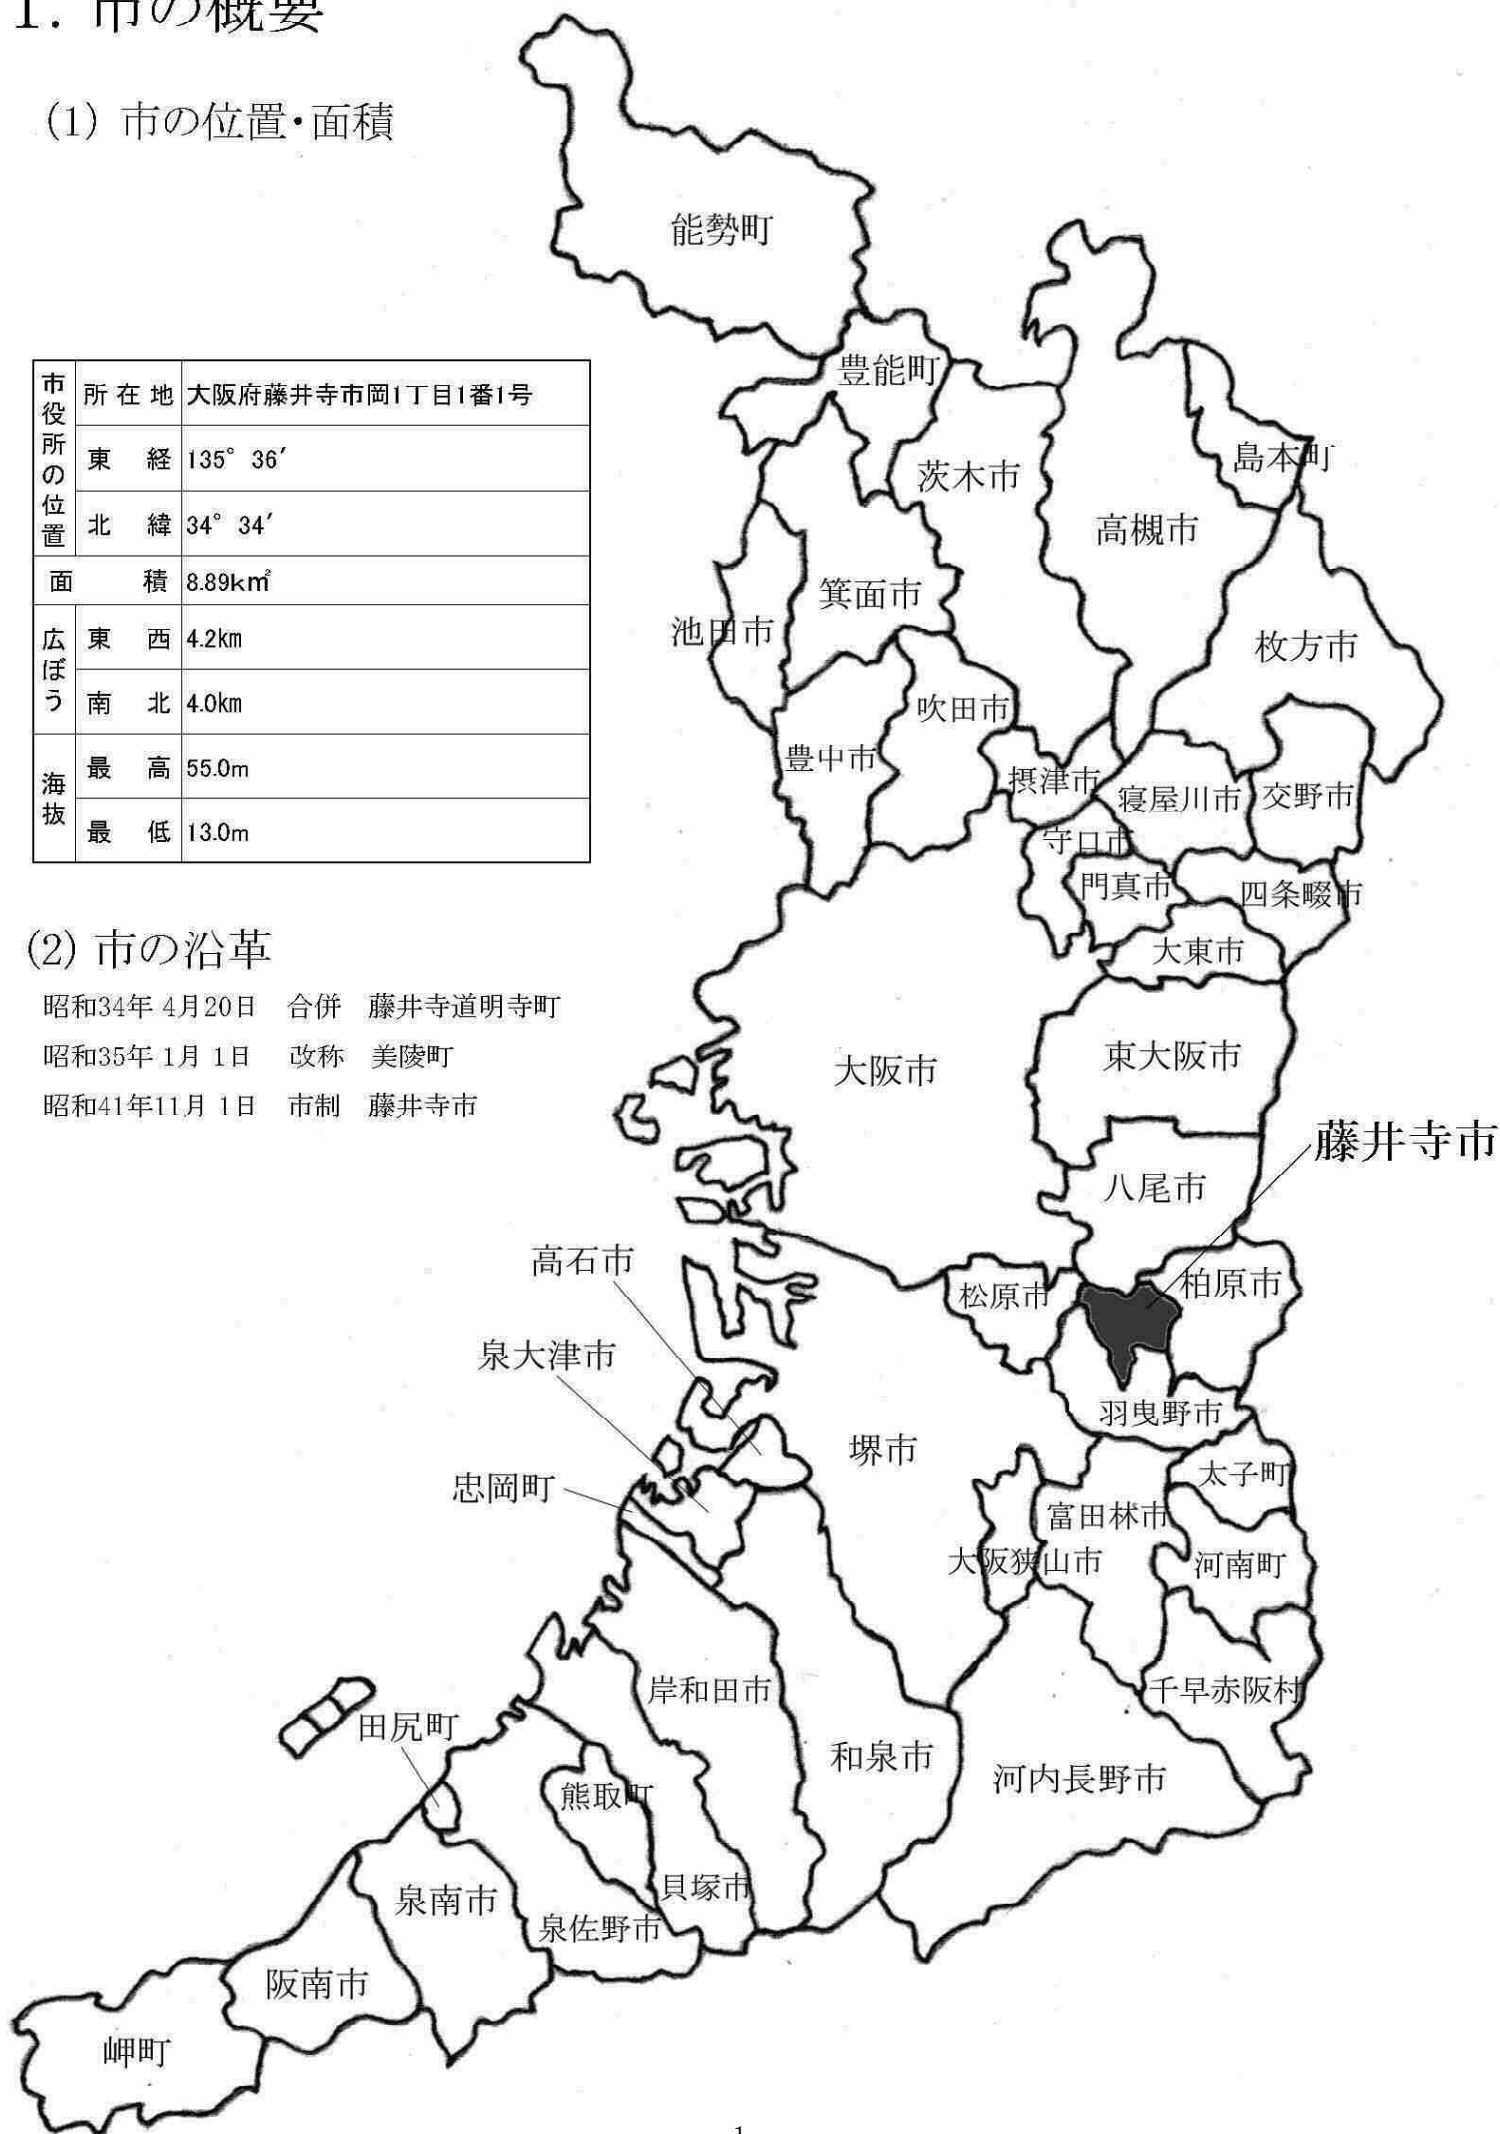 1. 市の概要
(1) 市の位置・面積
市役所の位置
所在地 大阪府藤井寺市岡1丁目1番1号
東経 135°36′
北緯 34°34′
面積 8.89k㎡
広ぼう
東西 4.2km
南北 4.0km
海抜
最高 55.0m
最低 13.0m
(2) 市の沿革
昭和34年 4月20日 合併 藤井寺道明寺町
昭和35年 1月 1日 改称 美陵町
昭和41年11月 1日 市制 藤井寺市
能勢町
豊能町
島本町
茨木市
高槻市
箕面市
池田市
枚方市
吹田市
豊中市
摂津市
寝屋川市
交野市
守口市
門真市
四条畷市
大東市
東大阪市
大阪市
藤井寺市
八尾市
高石市
柏原市
松原市
泉大津市
羽曳野市
堺市
太子町
忠岡町
富田林市
大阪狭山市
河南町
岸和田市
千早赤阪村
田尻町
和泉市
河内長野市
熊取町
貝塚市
泉南市
泉佐野市
阪南市
岬町
1